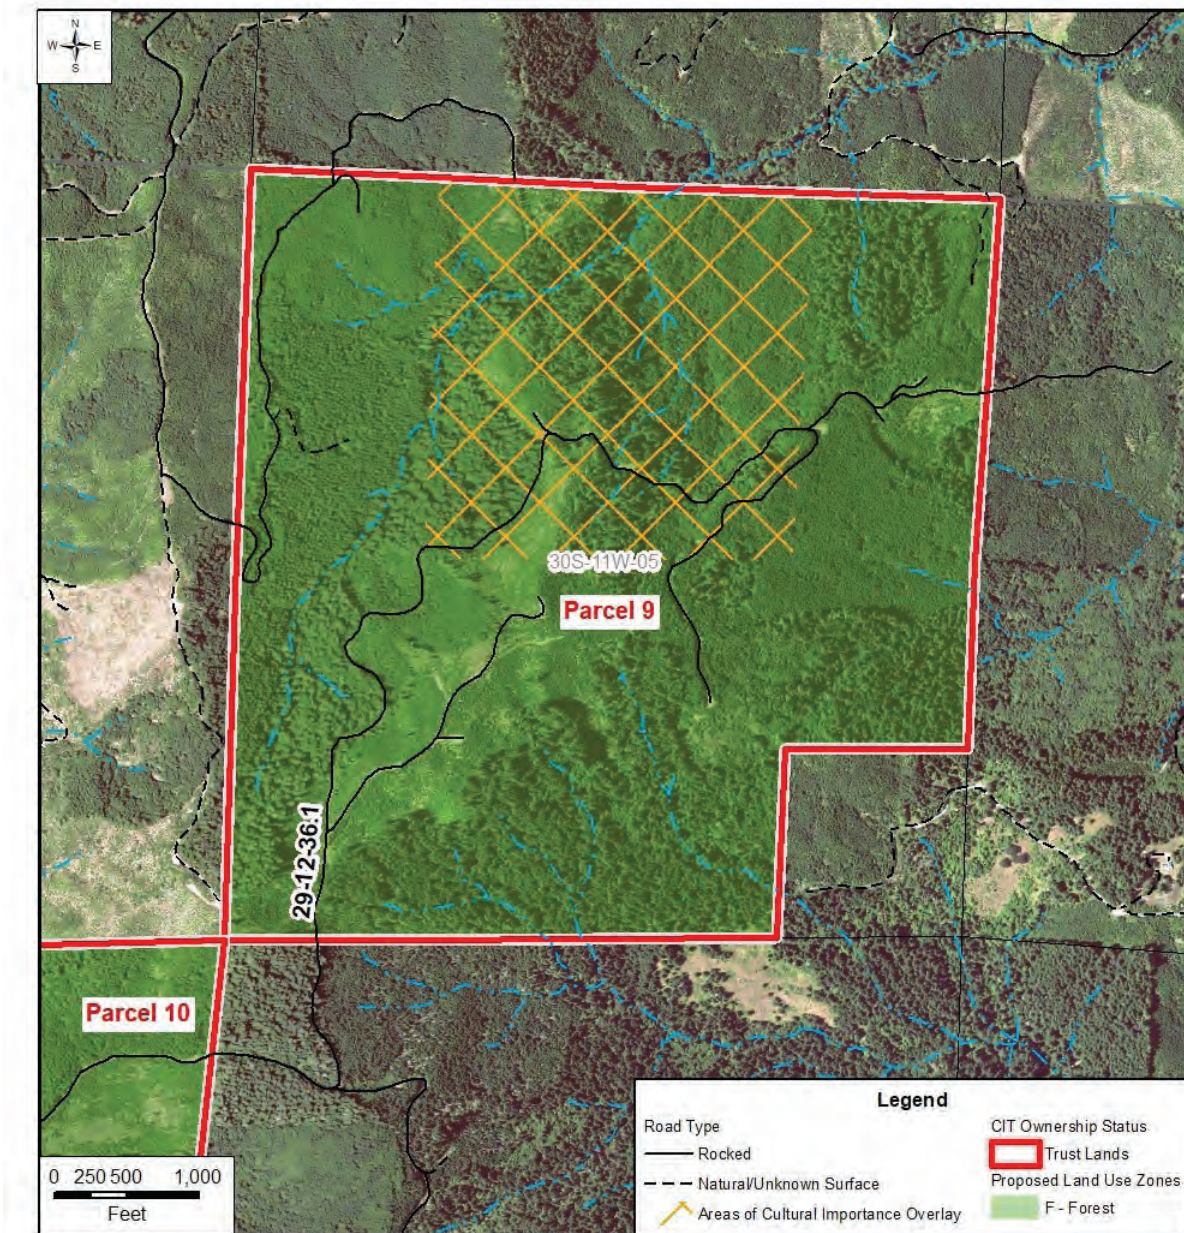 N
W E
S
30S-11W-05
Parcel 9
29-12-36.1
Parcel 10
0 250 500 1,000
Feet
Legend
Road Type
Rocked
Natural/Unknown Surface
Areas of Cultural Importance Overlay
CIT Ownership Status
Trust Lands
Proposed Land Use Zones
F - Forest